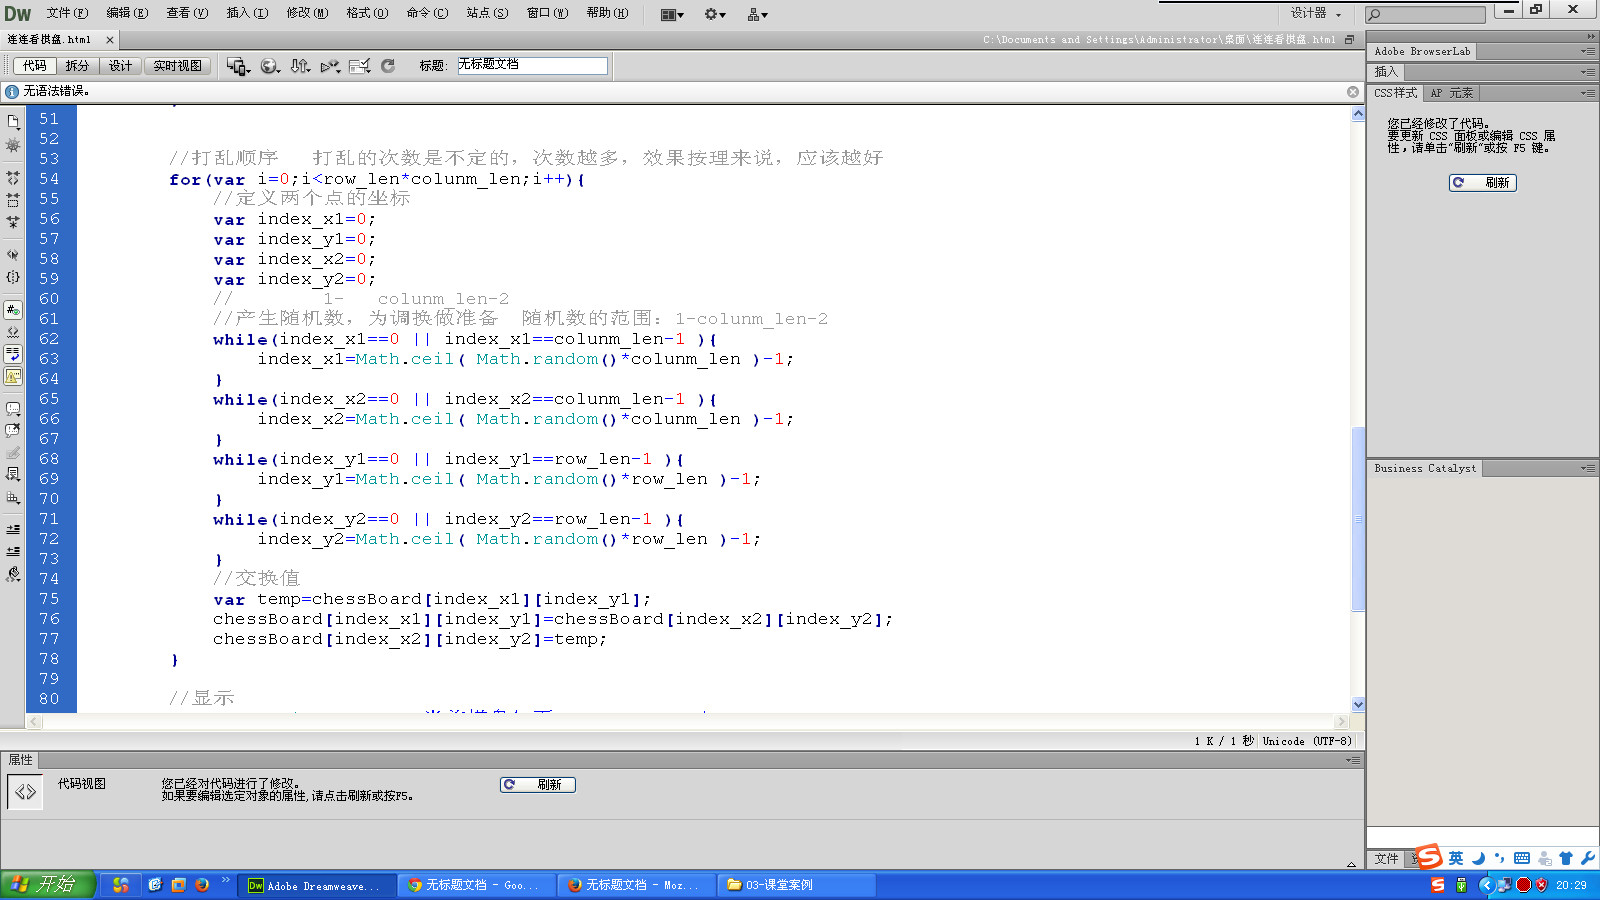 Dw 文件(F) 编辑(E) 查看(V) 插入(I) 修改(M) 格式(O) 命令(C) 站点(S) 窗口(W) 帮助(H) 设计器
连连看棋盘.html × C:\Documents and Settings\Administrator\桌面\连连看棋盘.html
代码 拆分 设计 实时视图 标题: 无标题文档
无语法错误。
51
52
53 //打乱顺序 打乱的次数是不定的，次数越多，效果按理来说，应该越好
54 for(var i=0;i<row_len*colunm_len;i++){
55 //定义两个点的坐标
56 var index_x1=0;
57 var index_y1=0;
58 var index_x2=0;
59 var index_y2=0;
60 // 1- colunm_len-2
61 //产生随机数，为调换做准备 随机数的范围：1-colunm_len-2
62 while(index_x1==0 || index_x1==colunm_len-1 ){
63 index_x1=Math.ceil( Math.random()*colunm_len )-1;
64 }
65 while(index_x2==0 || index_x2==colunm_len-1 ){
66 index_x2=Math.ceil( Math.random()*colunm_len )-1;
67 }
68 while(index_y1==0 || index_y1==row_len-1 ){
69 index_y1=Math.ceil( Math.random()*row_len )-1;
70 }
71 while(index_y2==0 || index_y2==row_len-1 ){
72 index_y2=Math.ceil( Math.random()*row_len )-1;
73 }
74 //交换值
75 var temp=chessBoard[index_x1][index_y1];
76 chessBoard[index_x1][index_y1]=chessBoard[index_x2][index_y2];
77 chessBoard[index_x2][index_y2]=temp;
78 }
79
80 //显示
1 K / 1 秒 Unicode (UTF-8)
属性
代码视图 您已经对代码进行了修改。
如果要编辑选定对象的属性,请点击刷新或按F5。
刷新
Adobe BrowserLab
插入
CSS样式 AP 元素
您已经修改了代码。
要更新 CSS 面板或编辑 CSS 属
性，请单击“刷新”或按 F5 键。
刷新
Business Catalyst
文件
英
开始 Adobe Dreamweave... 无标题文档 - Goo... 无标题文档 - Moz... 03-课堂案例 20:29